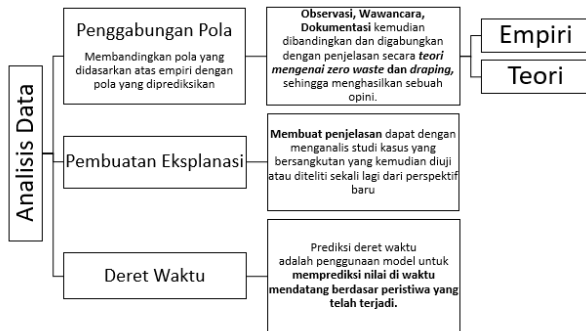 Analisis Data
Penggabungan Pola
Membandingkan pola yang
didasarkan atas empiri dengan
pola yang diprediksikan
Observasi, Wawancara,
Dokumentasi kemudian
dibandingkan dan digabungkan
dengan penjelasan secara teori
mengenai zero waste dan draping,
sehingga menghasilkan sebuah
opini.
Empiri
Teori
Pembuatan Eksplanasi
Membuat penjelasan dapat dengan
menganalis studi kasus yang
bersangkutan yang kemudian diuji
atau diteliti sekali lagi dari perspektif
baru
Deret Waktu
Prediksi deret waktu
adalah penggunaan model untuk
memprediksi nilai di waktu
mendatang berdasar peristiwa yang
telah terjadi.